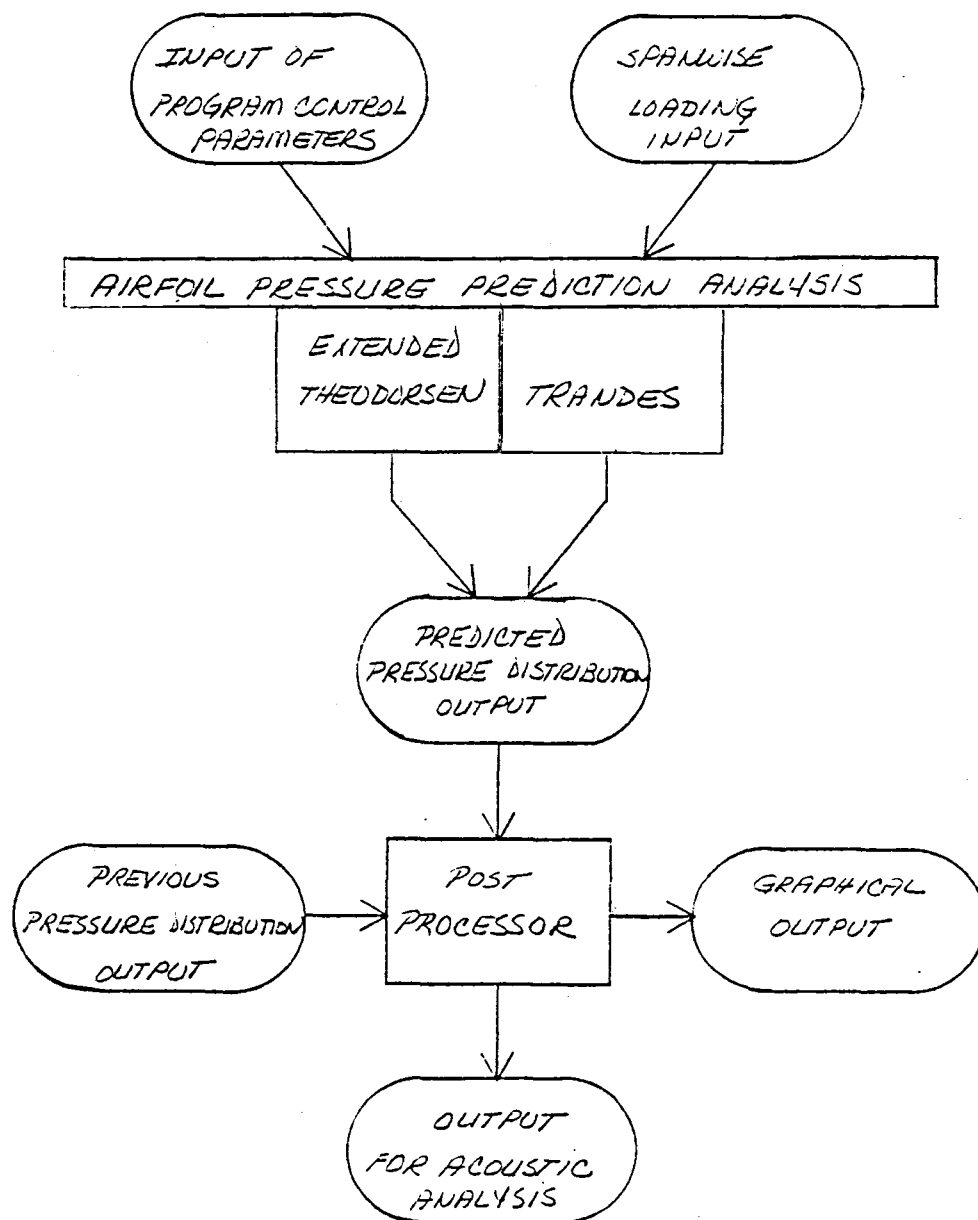 INPUT OF
PROGRAM CONTROL
PARAMETERS
SPANWISE
LOADING
INPUT
AIRFOIL PRESSURE PREDICTION ANALYSIS
EXTENDED
THEODORSEN
TRANDES
PREDICTED
PRESSURE DISTRIBUTION
OUTPUT
PREVIOUS
PRESSURE DISTRIBUTION
OUTPUT
POST
PROCESSOR
GRAPHICAL
OUTPUT
OUTPUT
FOR ACOUSTIC
ANALYSIS